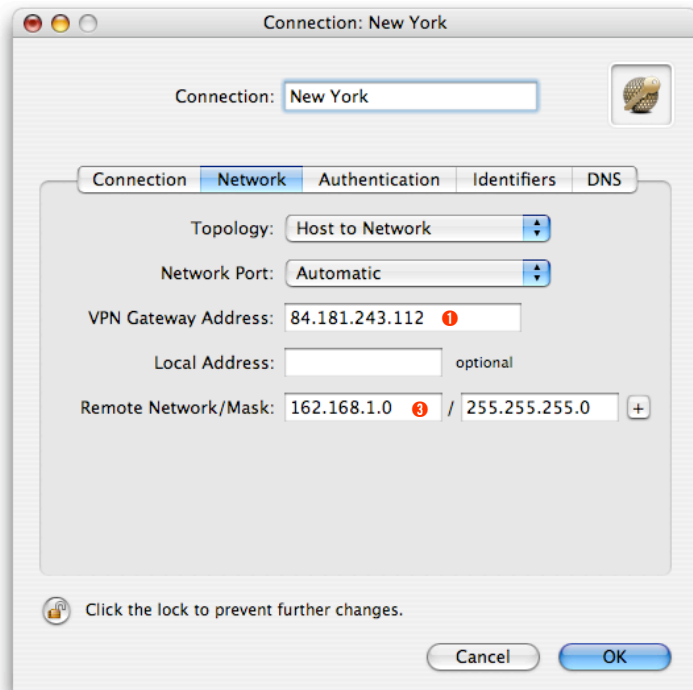 Connection: New York
Connection: New York
Connection Network Authentication Identifiers DNS
Topology: Host to Network
Network Port: Automatic
VPN Gateway Address: 84.181.243.112 1
Local Address: optional
Remote Network/Mask: 162.168.1.0 3 / 255.255.255.0 +
Click the lock to prevent further changes.
Cancel OK